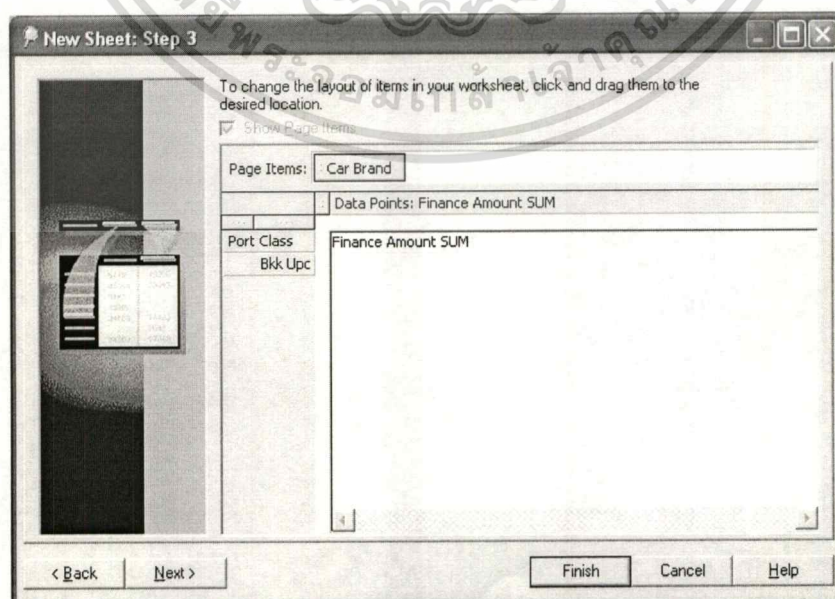 New Sheet: Step 3
To change the layout of items in your worksheet, click and drag them to the
desired location.
Show Page Items
Page Items: Car Brand
Data Points: Finance Amount SUM
Port Class
Finance Amount SUM
Bkk Upc
< Back
Next >
Finish
Cancel
Help